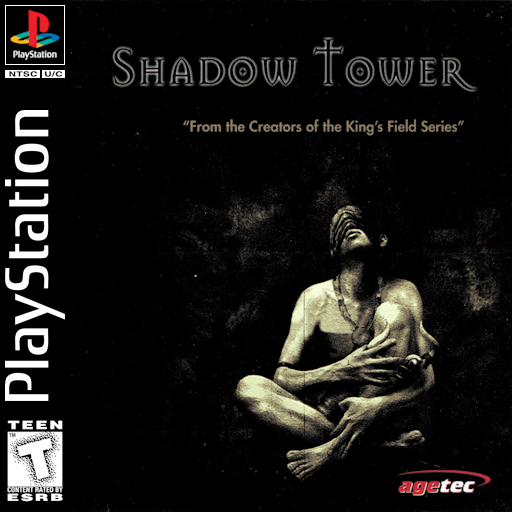 PlayStation
NTSC U/C
SHADOW TOWER
“From the Creators of the King's Field Series”
PlayStation
TEEN
TM
T
CONTENT RATED BY
ESRB
agetec